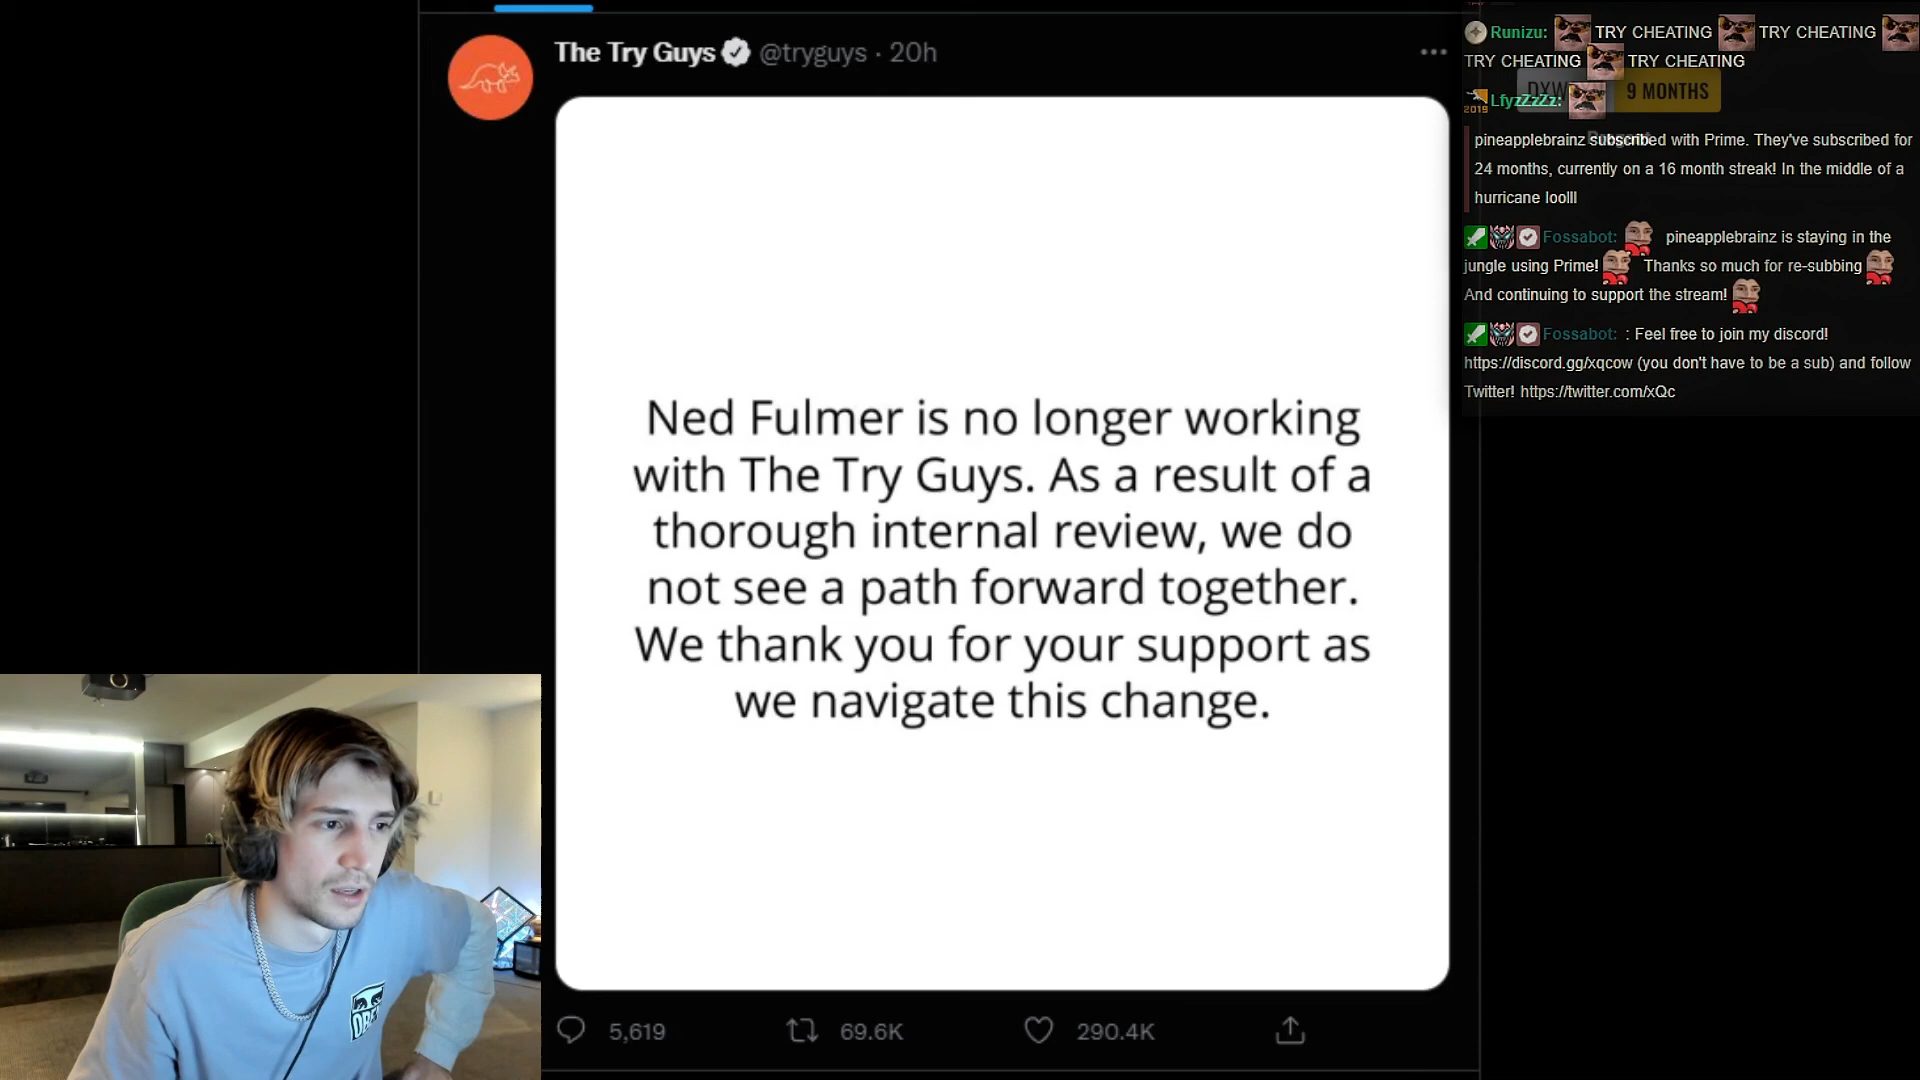 The Try Guys @tryguys · 20h
Ned Fulmer is no longer working
with The Try Guys. As a result of a
thorough internal review, we do
not see a path forward together.
We thank you for your support as
we navigate this change.
5,619 69.6K 290.4K
Runizu: TRY CHEATING TRY CHEATING
TRY CHEATING TRY CHEATING
9 MONTHS
2019 LfyzZzZz:
pineapplebrainz subscribed with Prime. They've subscribed for
24 months, currently on a 16 month streak! In the middle of a
hurricane loolll
Fossabot: pineapplebrainz is staying in the
jungle using Prime! Thanks so much for re-subbing
And continuing to support the stream!
Fossabot: : Feel free to join my discord!
https://discord.gg/xqcow (you don't have to be a sub) and follow
Twitter! https://twitter.com/xQc
OBEY